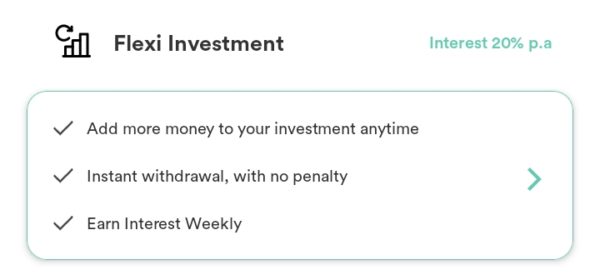 Flexi Investment
Interest 20% p.a
Add more money to your investment anytime
Instant withdrawal, with no penalty
Earn Interest Weekly